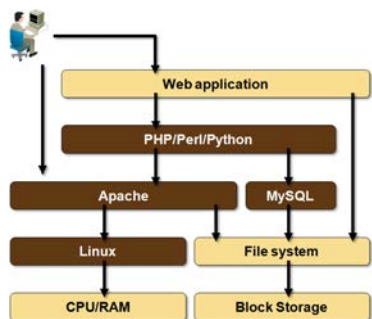 Web application
PHP/Perl/Python
Apache
MySQL
Linux
File system
CPU/RAM
Block Storage